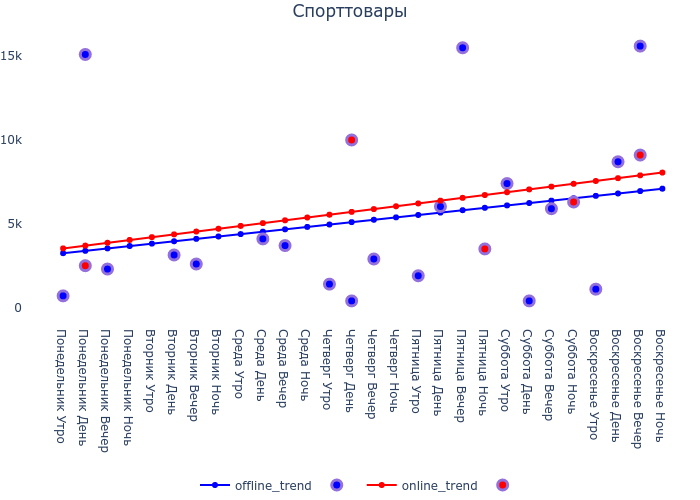 Спорттовары
15k
10k
5k
0
Понедельник Утро
Понедельник День
Понедельник Вечер
Понедельник Ночь
Вторник Утро
Вторник День
Вторник Вечер
Вторник Ночь
Среда Утро
Среда День
Среда Вечер
Среда Ночь
Четверг Утро
Четверг День
Четверг Вечер
Четверг Ночь
Пятница Утро
Пятница День
Пятница Вечер
Пятница Ночь
Суббота Утро
Суббота День
Суббота Вечер
Суббота Ночь
Воскресенье Утро
Воскресенье День
Воскресенье Вечер
Воскресенье Ночь
offline_trend
online_trend